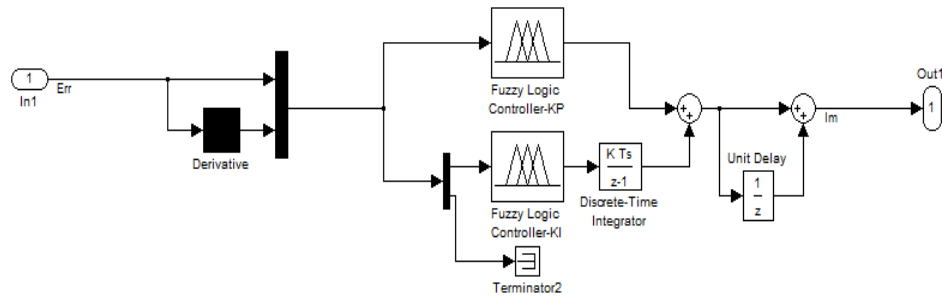 1
In1
Err
Derivative
Fuzzy Logic
Controller-KP
Fuzzy Logic
Controller-KI
Terminator2
K Ts
z-1
Discrete-Time
Integrator
+
+
Unit Delay
1
z
+
+
Im
Out1
1